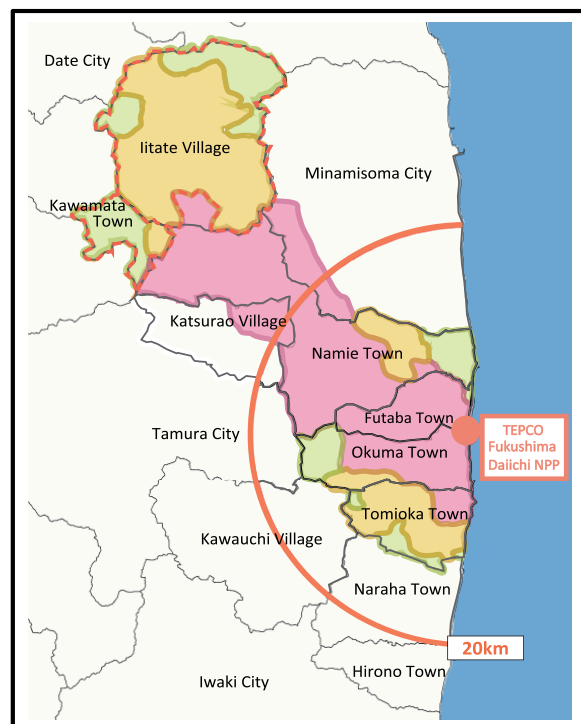 Date City
Iitate Village
Minamisoma City
Kawamata
Town
Katsurao Village
Namie Town
Futaba Town
TEPCO
Fukushima
Daiichi NPP
Tamura City
Okuma Town
Tomioka Town
Kawauchi Village
Naraha Town
20km
Hirono Town
Iwaki City